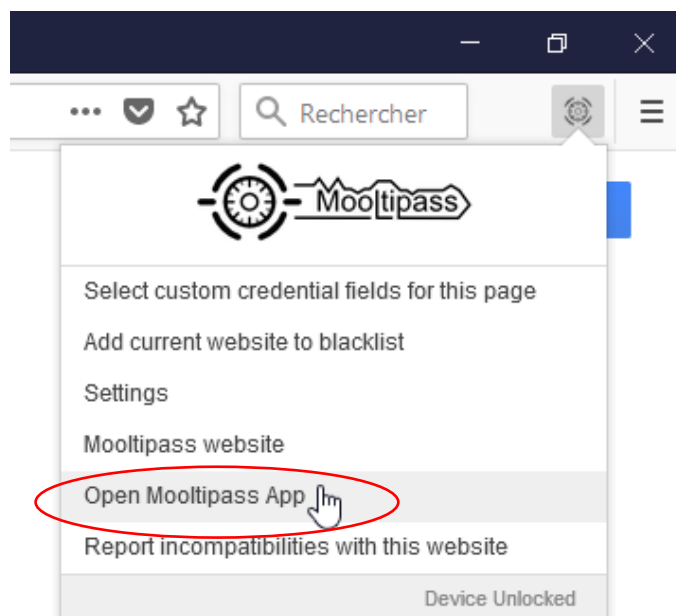 Rechercher
Mooltipass
Select custom credential fields for this page
Add current website to blacklist
Settings
Mooltipass website
Open Mooltipass App
Report incompatibilities with this website
Device Unlocked